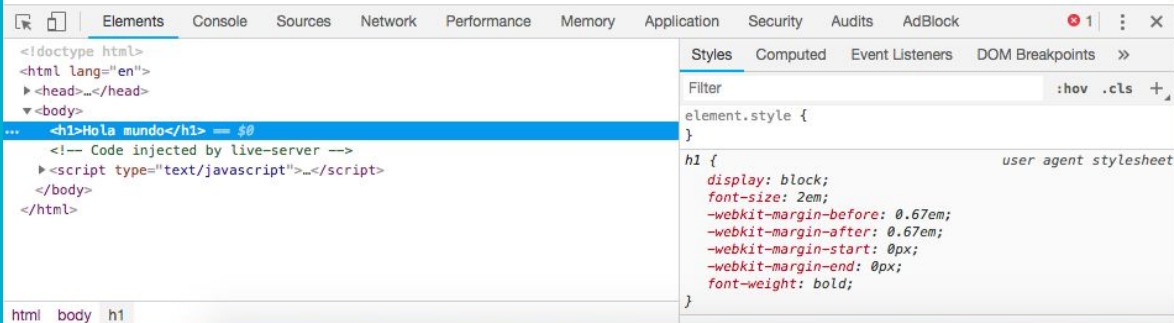 Elements Console Sources Network Performance Memory Application Security Audits AdBlock 1
<!doctype html>
<html lang="en">
▶<head>…</head>
▼<body>
... <h1>Hola mundo</h1> == $0
<!-- Code injected by live-server -->
▶<script type="text/javascript">…</script>
</body>
</html>
html body h1
Styles Computed Event Listeners DOM Breakpoints »
Filter :hov .cls +
element.style {
}
h1 { user agent stylesheet
display: block;
font-size: 2em;
-webkit-margin-before: 0.67em;
-webkit-margin-after: 0.67em;
-webkit-margin-start: 0px;
-webkit-margin-end: 0px;
font-weight: bold;
}